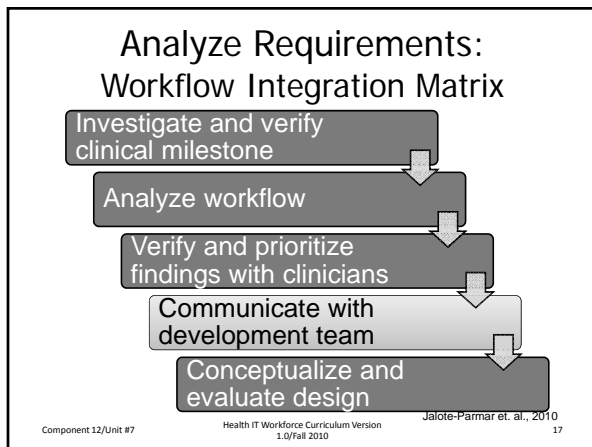 Analyze Requirements:
Workflow Integration Matrix
Investigate and verify
clinical milestone
Analyze workflow
Verify and prioritize
findings with clinicians
Communicate with
development team
Conceptualize and
evaluate design
Jalote-Parmar et. al., 2010
Component 12/Unit #7
Health IT Workforce Curriculum Version
1.0/Fall 2010
17